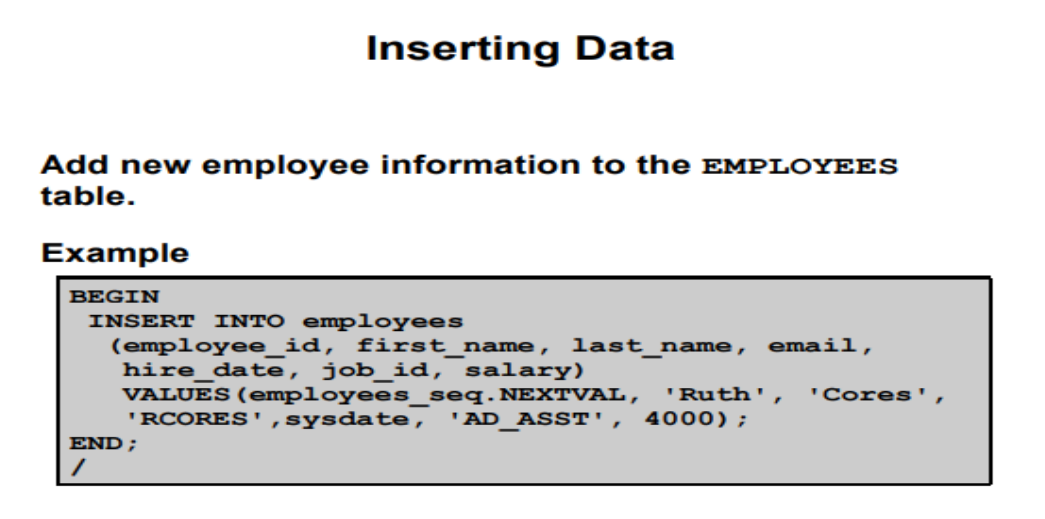 Inserting Data
Add new employee information to the EMPLOYEES
table.
Example
BEGIN
INSERT INTO employees
(employee_id, first_name, last_name, email,
hire_date, job_id, salary)
VALUES(employees_seq.NEXTVAL, 'Ruth', 'Cores',
'RCORES',sysdate, 'AD_ASST', 4000);
END;
/